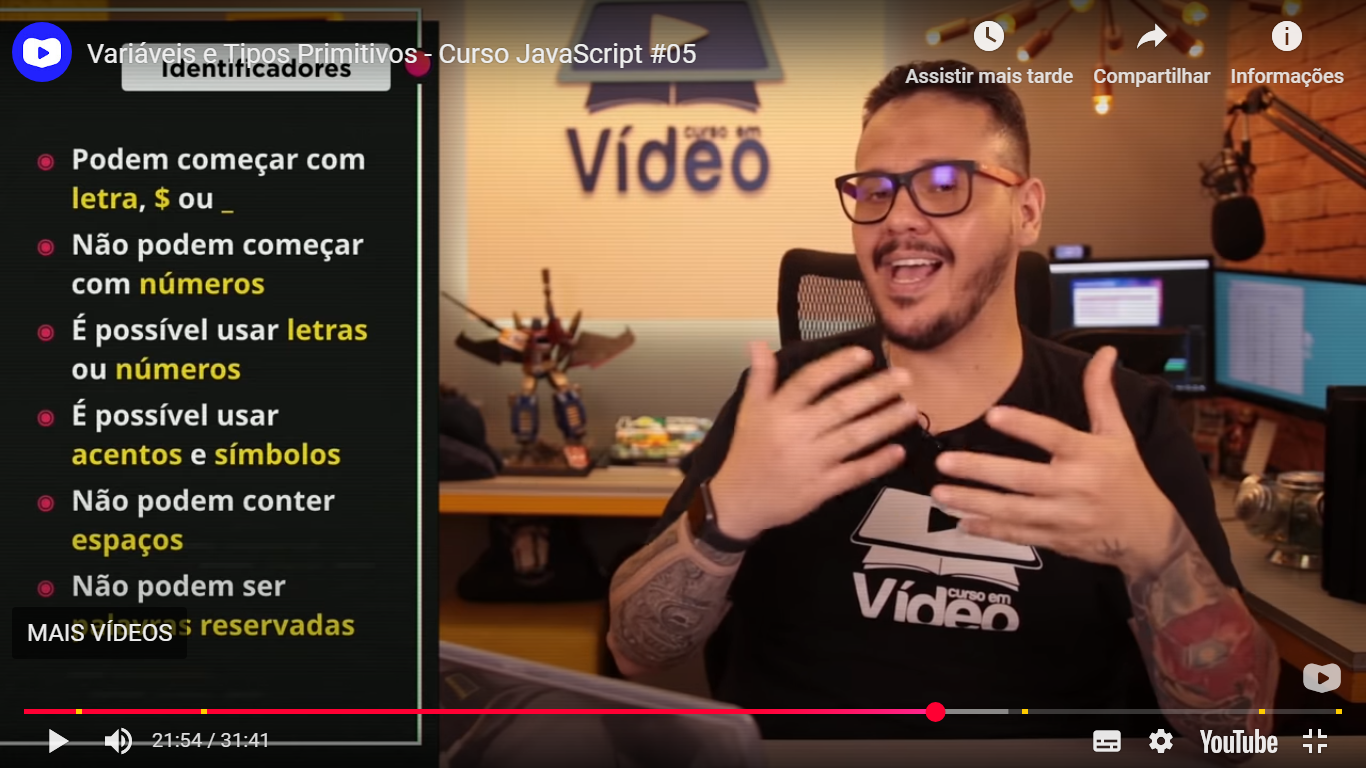 Variáveis e Tipos Primitivos - Curso JavaScript #05
Identificadores
Assistir mais tarde
Compartilhar
Informações
curso em
Vídeo
Podem começar com
letra, $ ou _
Não podem começar
com números
É possível usar letras
ou números
É possível usar
acentos e símbolos
Não podem conter
espaços
Não podem ser
palavras reservadas
MAIS VÍDEOS
curso em
Vídeo
21:54 / 31:41
YouTube